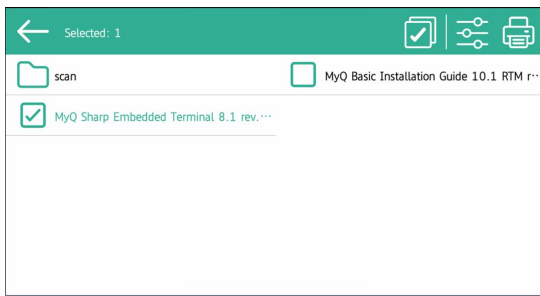 Selected: 1
scan
MyQ Basic Installation Guide 10.1 RTM r···
MyQ Sharp Embedded Terminal 8.1 rev.···